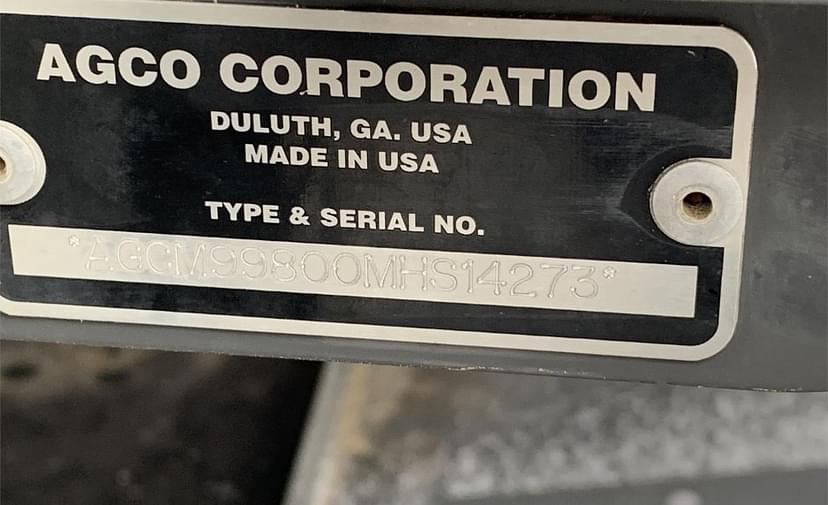 AGCO CORPORATION
DULUTH, GA. USA
MADE IN USA
TYPE & SERIAL NO.
*AGCM99800MHS14273*